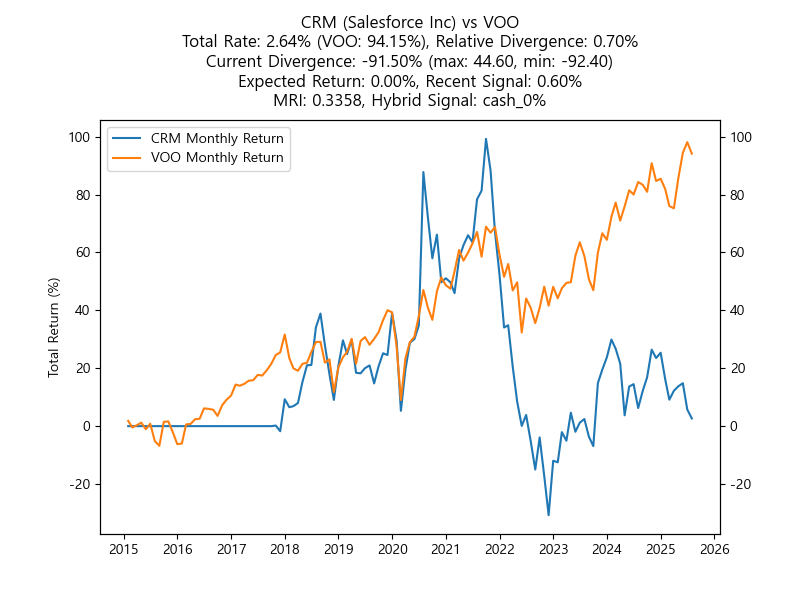 CRM (Salesforce Inc) vs VOO
Total Rate: 2.64% (VOO: 94.15%), Relative Divergence: 0.70%
Current Divergence: -91.50% (max: 44.60, min: -92.40)
Expected Return: 0.00%, Recent Signal: 0.60%
MRI: 0.3358, Hybrid Signal: cash_0%
CRM Monthly Return
VOO Monthly Return
Total Return (%)
100
80
60
40
20
0
-20
100
80
60
40
20
0
-20
2015 2016 2017 2018 2019 2020 2021 2022 2023 2024 2025 2026